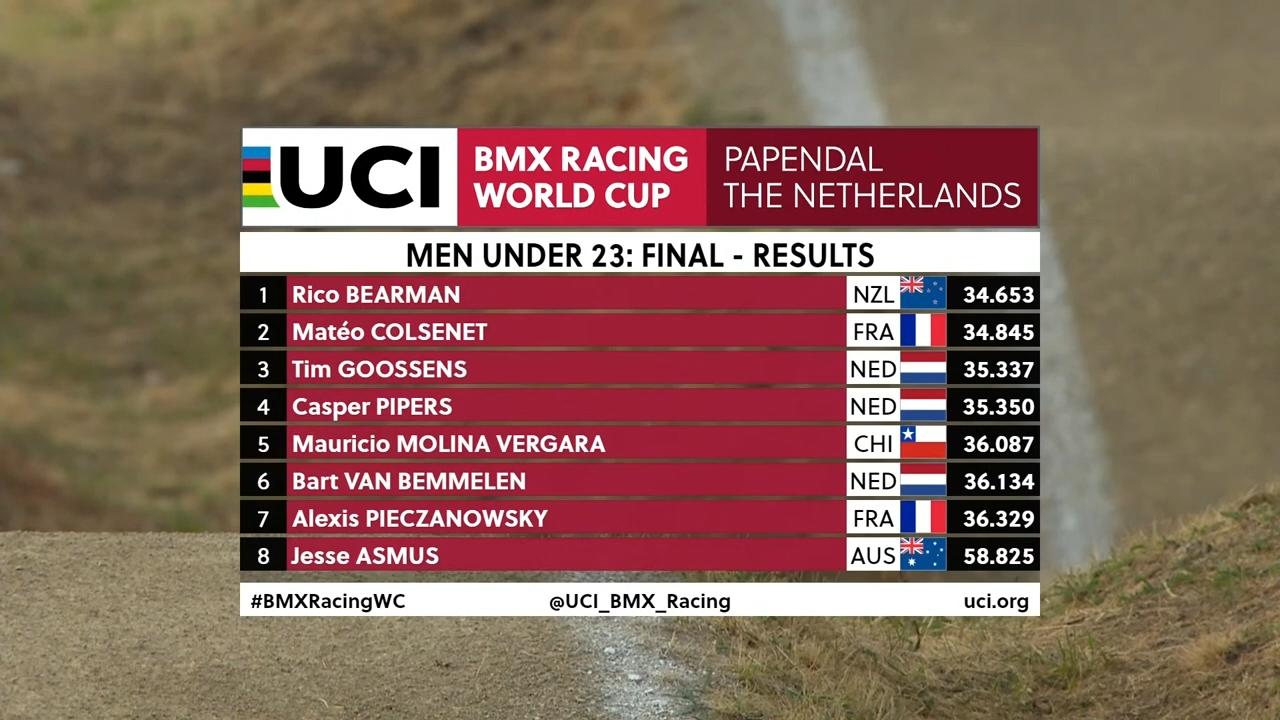 UCI
BMX RACING
WORLD CUP
PAPENDAL
THE NETHERLANDS
MEN UNDER 23: FINAL - RESULTS
1 Rico BEARMAN NZL 34.653
2 Matéo COLSENET FRA 34.845
3 Tim GOOSSENS NED 35.337
4 Casper PIPERS NED 35.350
5 Mauricio MOLINA VERGARA CHI 36.087
6 Bart VAN BEMMELEN NED 36.134
7 Alexis PIECZANOWSKY FRA 36.329
8 Jesse ASMUS AUS 58.825
#BMXRacingWC @UCI_BMX_Racing uci.org